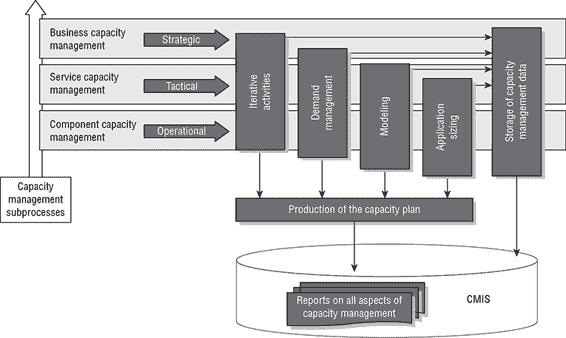 Business capacity
management
Strategic
Service capacity
management
Tactical
Component capacity
management
Operational
Iterative
activities
Demand
management
Modeling
Application
sizing
Storage of capacity
management data
Capacity
management
subprocesses
Production of the capacity plan
Reports on all aspects of
capacity management
CMIS